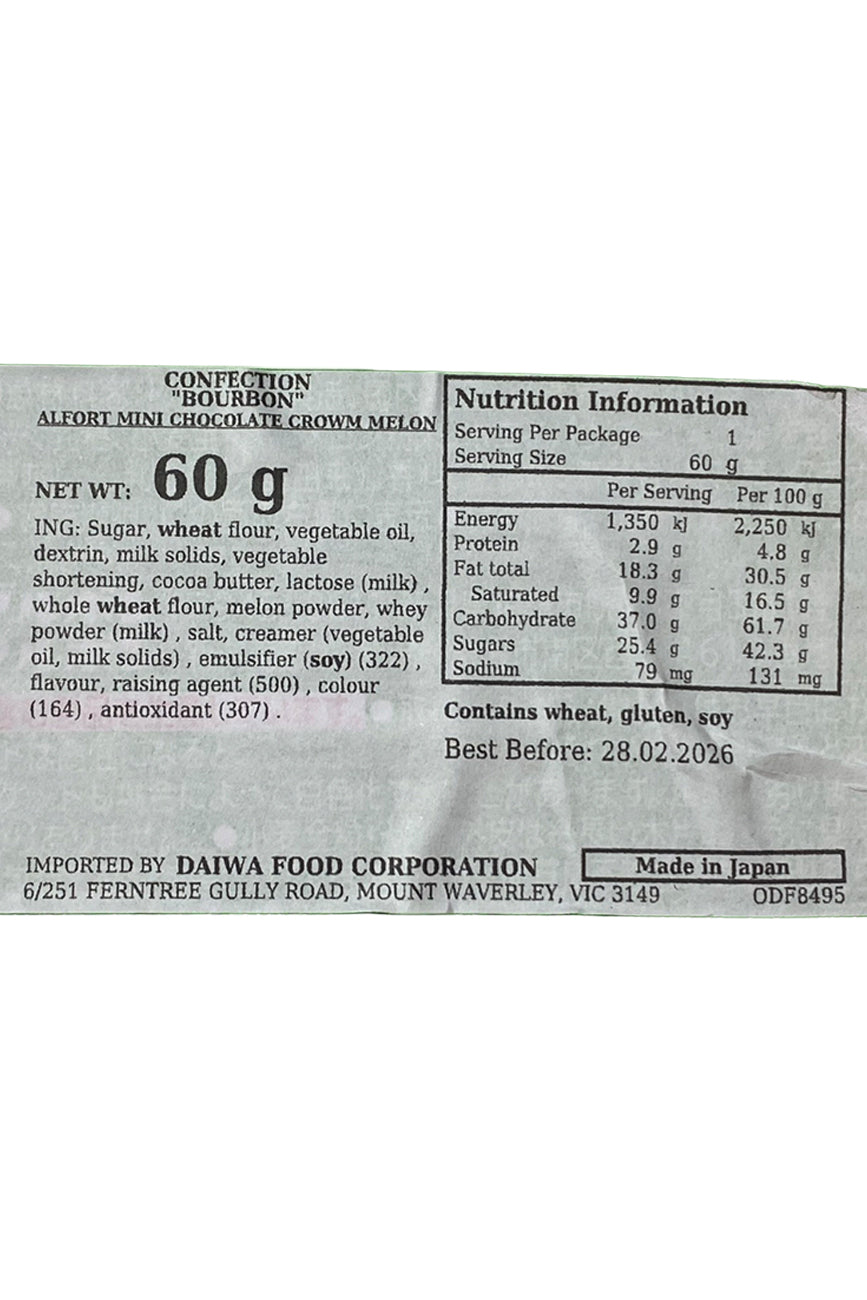 CONFECTION
"BOURBON"
ALFORT MINI CHOCOLATE CROWM MELON
NET WT: 60 g
ING: Sugar, wheat flour, vegetable oil,
dextrin, milk solids, vegetable
shortening, cocoa butter, lactose (milk) ,
whole wheat flour, melon powder, whey
powder (milk) , salt, creamer (vegetable
oil, milk solids) , emulsifier (soy) (322) ,
flavour, raising agent (500) , colour
(164) , antioxidant (307) .
Nutrition Information
Serving Per Package 1
Serving Size 60 g
Per Serving Per 100 g
Energy 1,350 kJ 2,250 kJ
Protein 2.9 g 4.8 g
Fat total 18.3 g 30.5 g
Saturated 9.9 g 16.5 g
Carbohydrate 37.0 g 61.7 g
Sugars 25.4 g 42.3 g
Sodium 79 mg 131 mg
Contains wheat, gluten, soy
Best Before: 28.02.2026
IMPORTED BY DAIWA FOOD CORPORATION
Made in Japan
6/251 FERNTREE GULLY ROAD, MOUNT WAVERLEY, VIC 3149
ODF8495